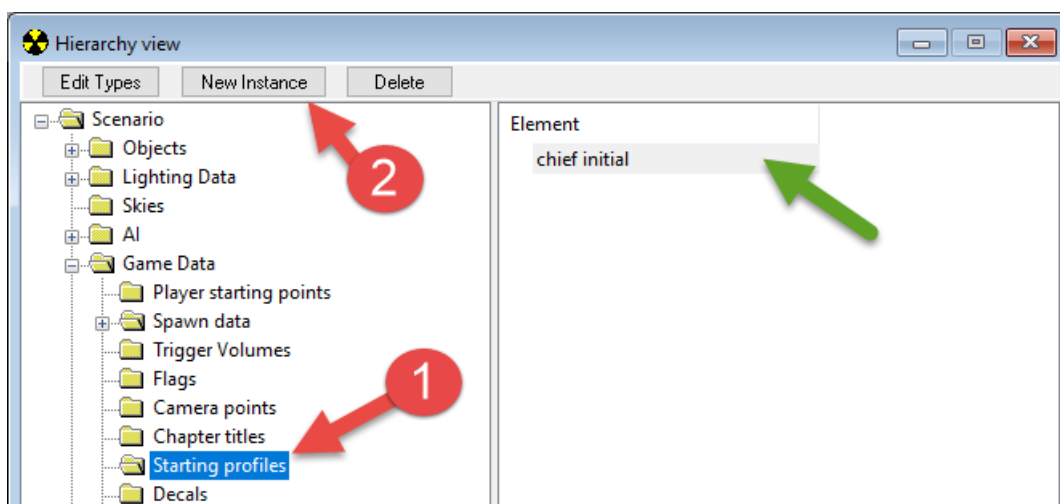 Hierarchy view
Edit Types New Instance Delete
Scenario
Objects
Lighting Data
Skies
AI
Game Data
Player starting points
Spawn data
Trigger Volumes
Flags
Camera points
Chapter titles
Starting profiles
Decals
Element
chief initial
2
1